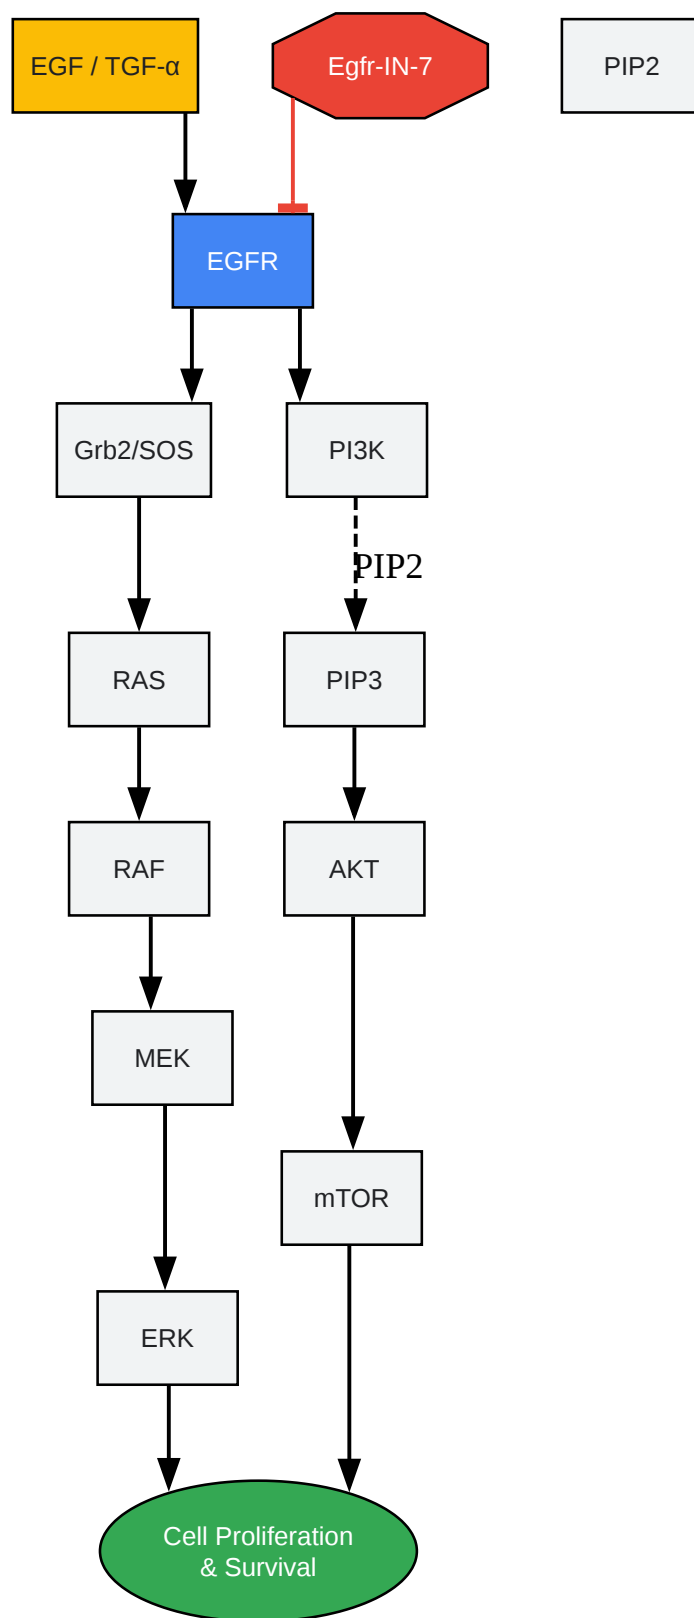 EGF / TGF-α
Egfr-IN-7
PIP2
EGFR
Grb2/SOS
PI3K
PIP2
RAS
PIP3
RAF
AKT
MEK
mTOR
ERK
Cell Proliferation
& Survival